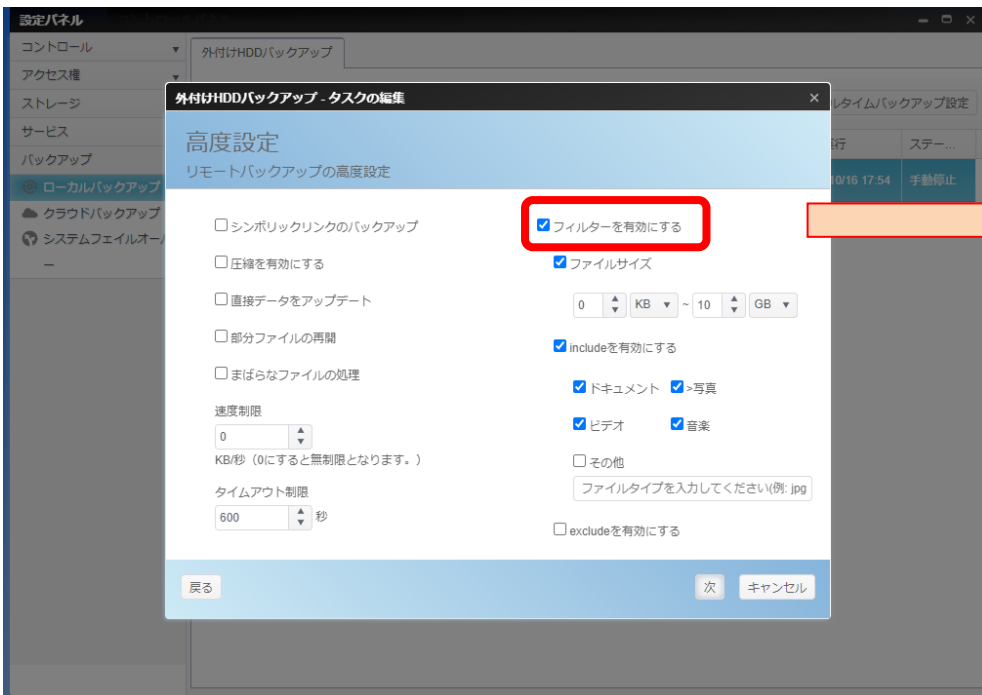 設定パネル
コントロール
アクセス権
ストレージ
サービス
バックアップ
ローカルバックアップ
クラウドバックアップ
システムフェイルオー
ー
外付けHDDバックアップ
ルタイムバックアップ設定
行
ステー...
10/16 17:54
手動停止
外付けHDDバックアップ - タスクの編集
高度設定
リモートバックアップの高度設定
シンボリックリンクのバックアップ
圧縮を有効にする
直接データをアップデート
部分ファイルの再開
まばらなファイルの処理
速度制限
0
KB/秒（0にすると無制限となります。）
タイムアウト制限
600 秒
フィルターを有効にする
ファイルサイズ
0 KB ~ 10 GB
includeを有効にする
ドキュメント >写真
ビデオ 音楽
その他
ファイルタイプを入力してください(例: jpg
excludeを有効にする
戻る
次
キャンセル